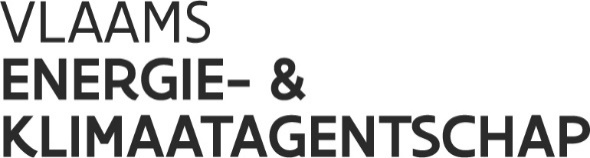 VLAAMS
ENERGIE- &
KLIMAATAGENTSCHAP